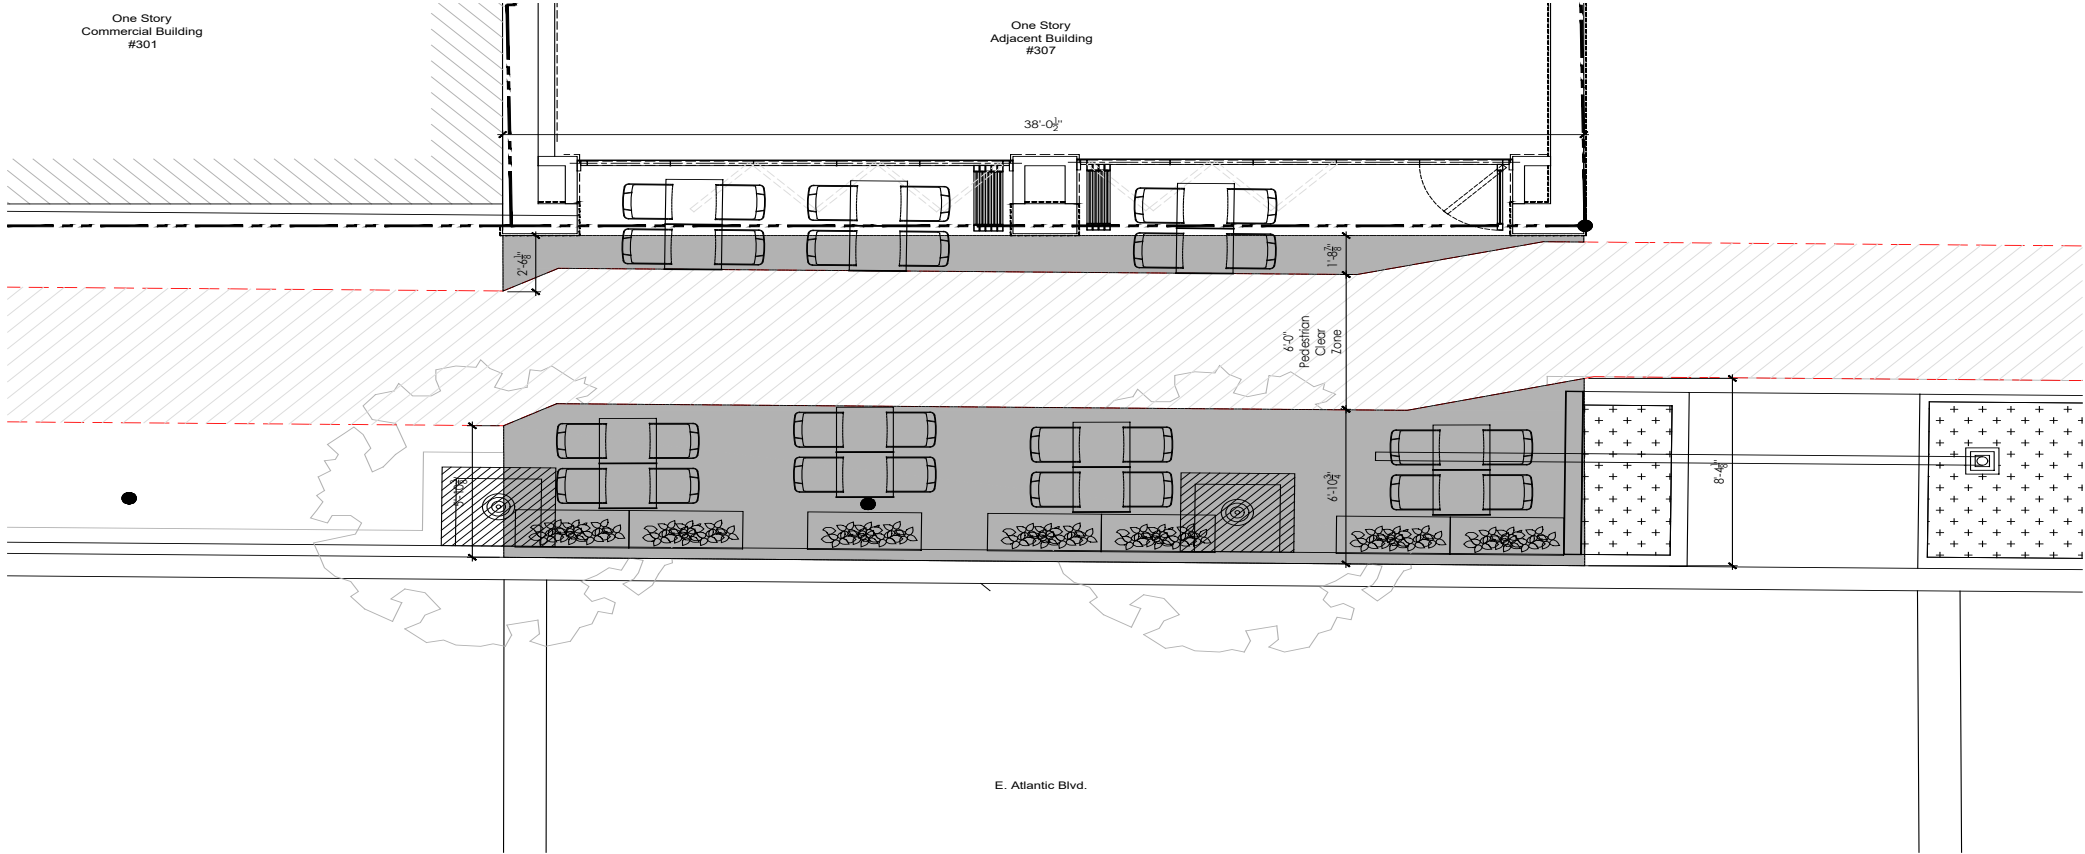 One Story
Commercial Building
#301
One Story
Adjacent Building
#307
38'-0½"
2'-6⅛"
1'-8⅞"
6'-0"
Pedestrian
Clear
Zone
6'-10¾"
8'-4⅛"
E. Atlantic Blvd.